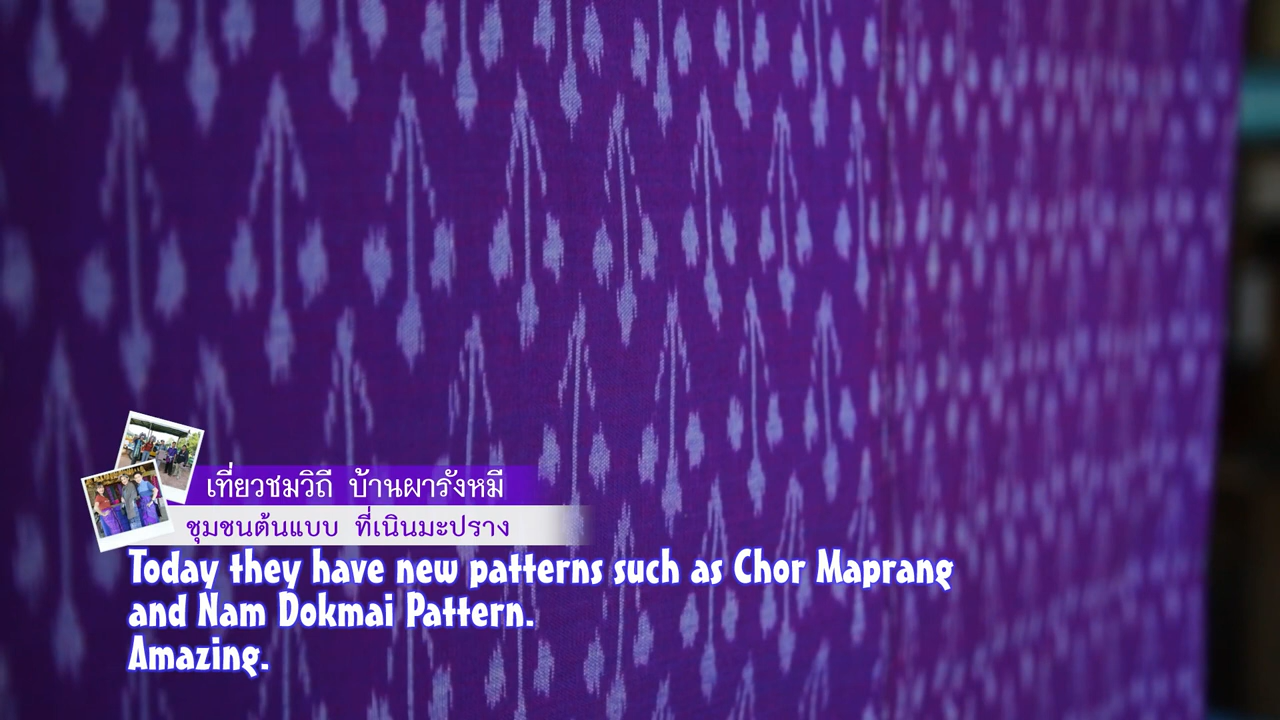 เที่ยวชมวิถี บ้านผารังหมี
ชุมชนต้นแบบ ที่เนินมะปราง
Today they have new patterns such as Chor Maprang
and Nam Dokmai Pattern.
Amazing.